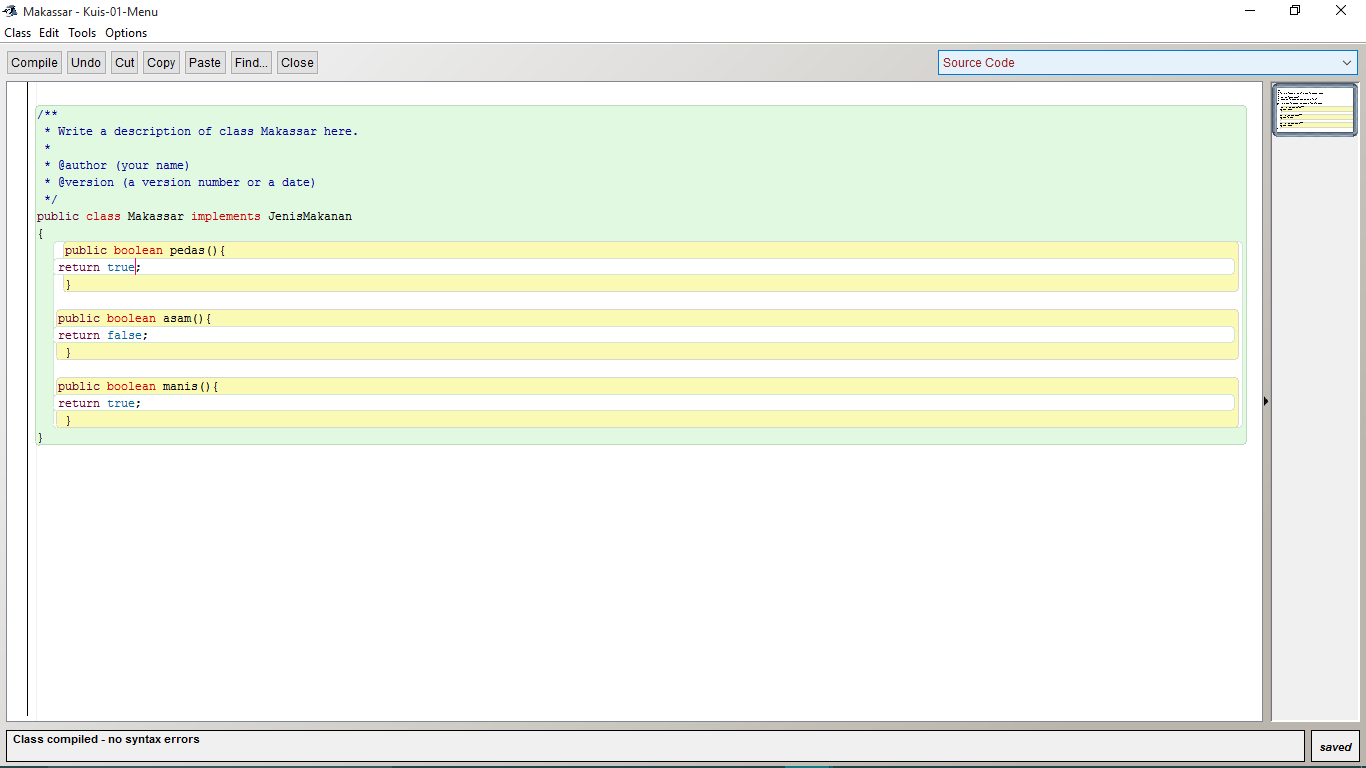 Makassar - Kuis-01-Menu
Class Edit Tools Options
Compile Undo Cut Copy Paste Find... Close Source Code
/**
 * Write a description of class Makassar here.
 *
 * @author (your name)
 * @version (a version number or a date)
 */
public class Makassar implements JenisMakanan
{
    public boolean pedas(){
   return true;
    }
   public boolean asam(){
   return false;
    }
   public boolean manis(){
   return true;
    }
}
Class compiled - no syntax errors
saved